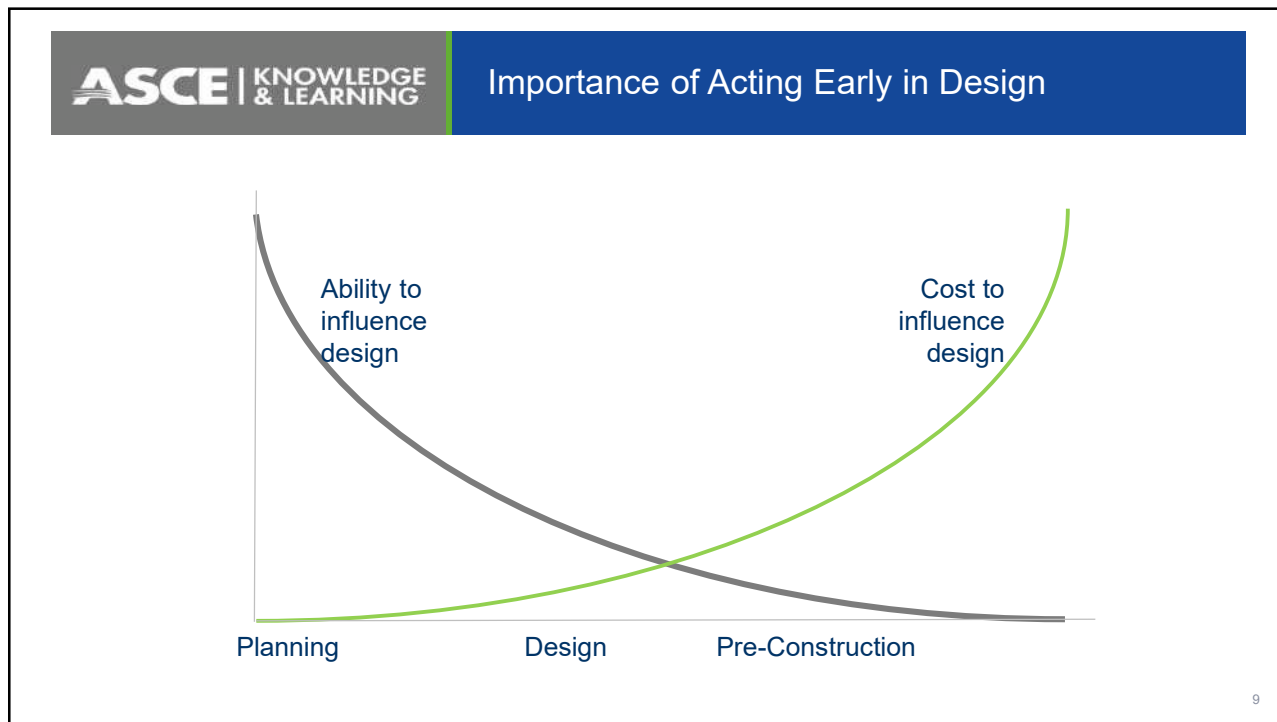 ASCE | KNOWLEDGE
& LEARNING
Importance of Acting Early in Design
Ability to
influence
design
Cost to
influence
design
Planning Design Pre-Construction
9